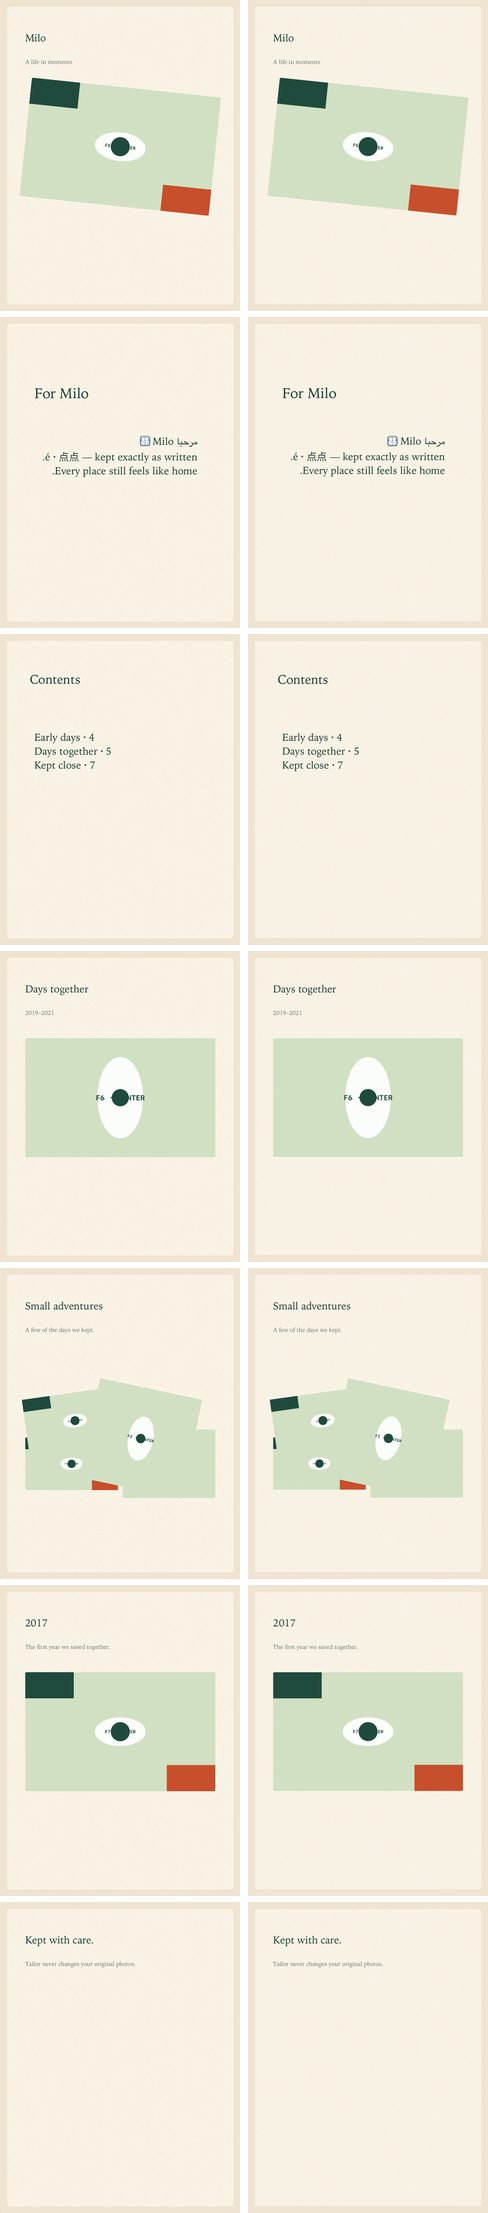 Milo
Milo
A life in moments
A life in moments
For Milo
For Milo
مرحبا Milo
é · 点点 — kept exactly as written.
Every place still feels like home.
مرحبا Milo
é · 点点 — kept exactly as written.
Every place still feels like home.
Contents
Contents
Early days · 4
Days together · 5
Kept close · 7
Early days · 4
Days together · 5
Kept close · 7
Days together
Days together
2019–2021
2019–2021
F6
F6
Small adventures
Small adventures
A few of the days we kept.
A few of the days we kept.
F2
F2
2017
2017
The first year we saved together.
The first year we saved together.
F7
F7
Kept with care.
Kept with care.
Tailor never changes your original photos.
Tailor never changes your original photos.